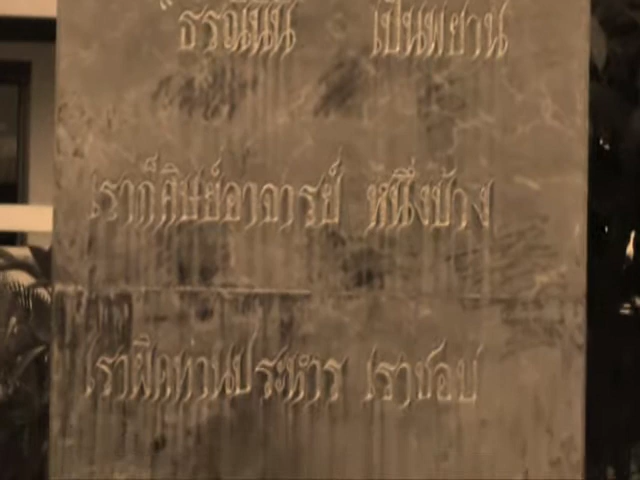 "ธรณีนี่นี้ เป็นพยาน
เราก็ศิษย์อาจารย์ หนึ่งบ้าง
เราผิดท่านประหาร เราชอบ